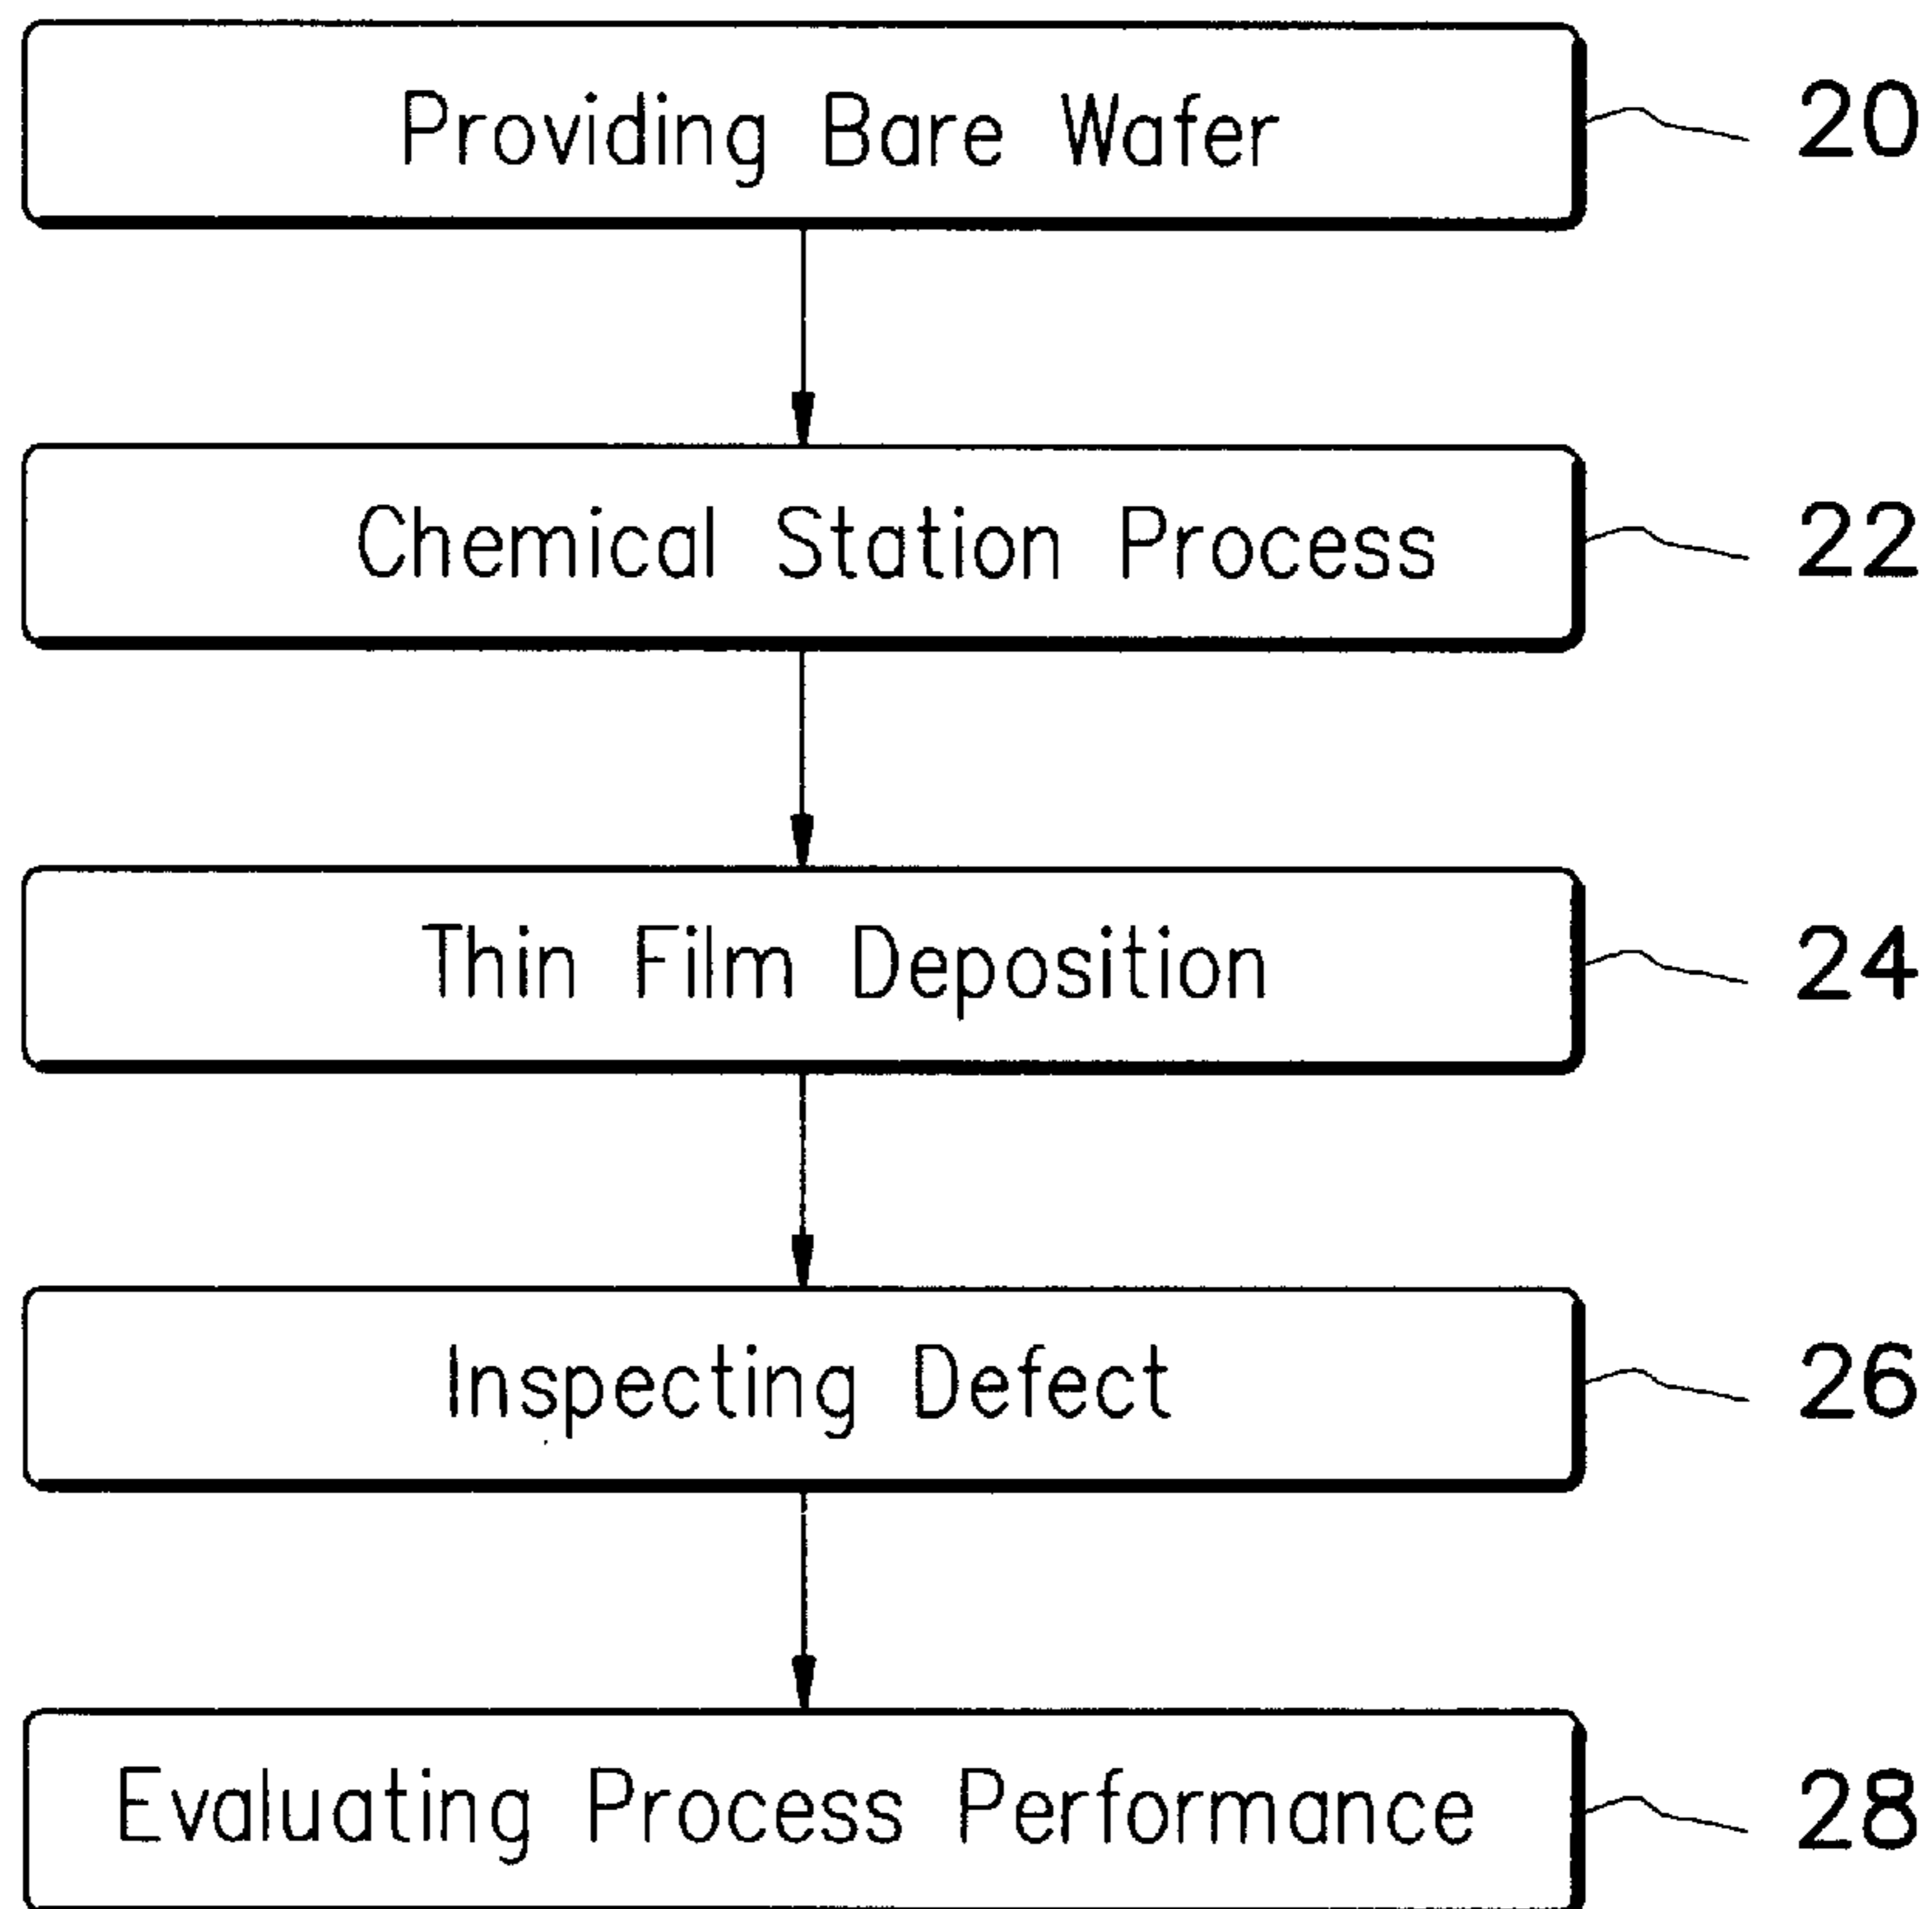 Providing Bare Wafer 20
Chemical Station Process 22
Thin Film Deposition 24
Inspecting Defect 26
Evaluating Process Performance 28